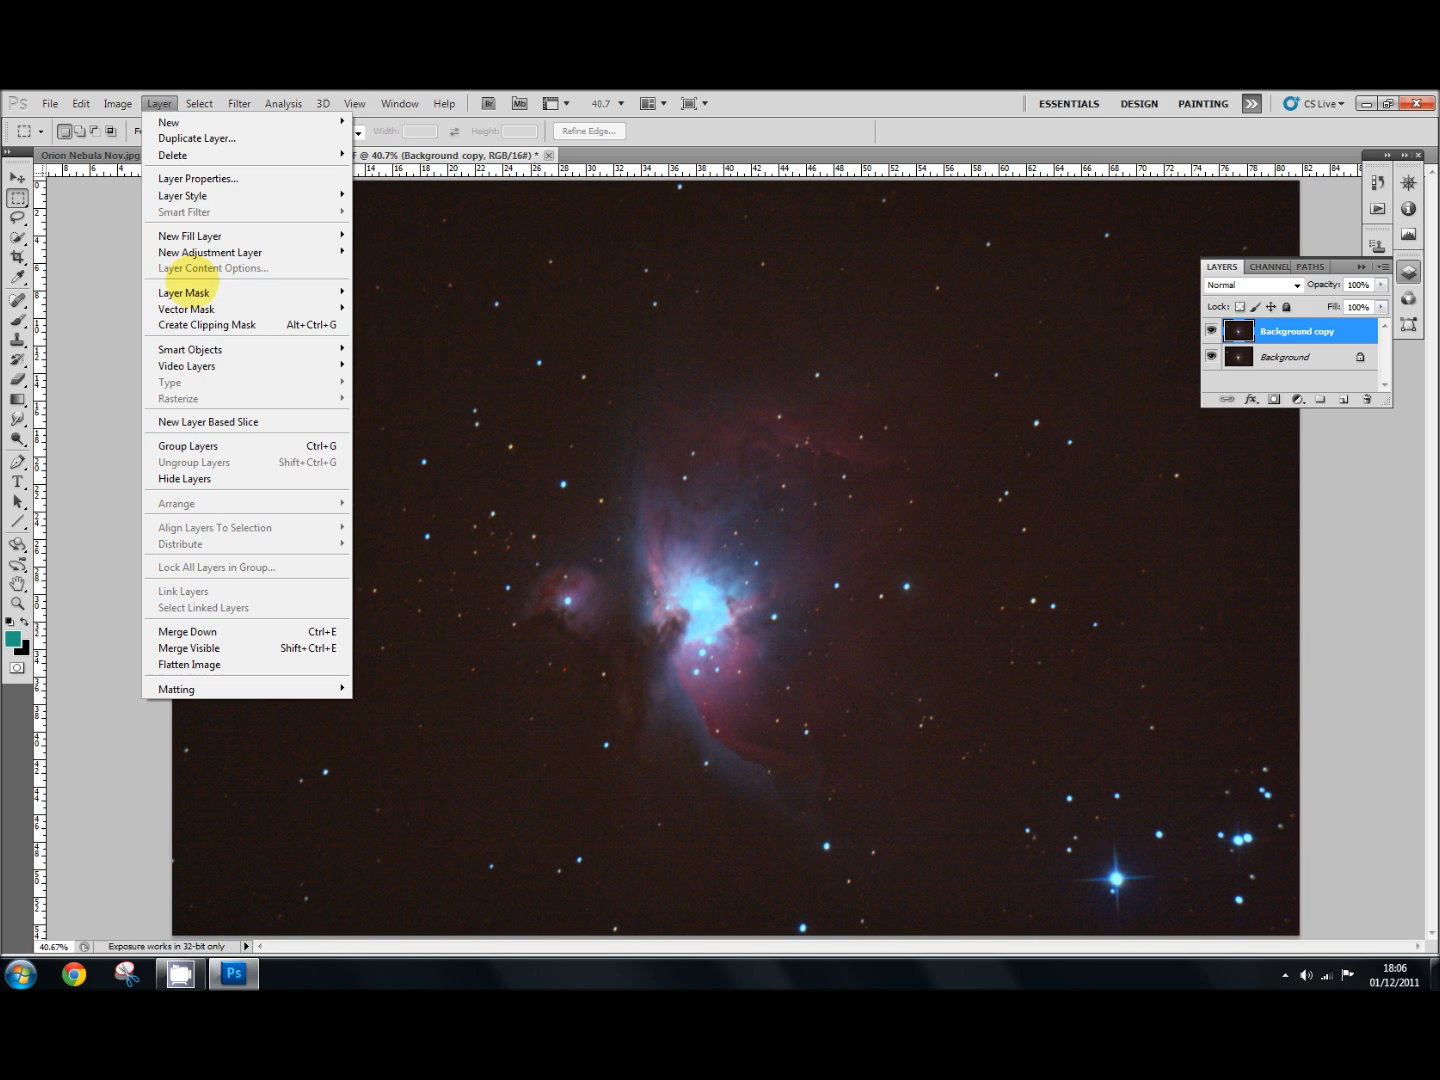 Ps File Edit Image Layer Select Filter Analysis 3D View Window Help Br Mb 40.7 ESSENTIALS DESIGN PAINTING CS Live
Width: Height: Refine Edge...
Orion Nebula Nov.jpg @ 40.7% (Background copy, RGB/16#) *
New
Duplicate Layer...
Delete
Layer Properties...
Layer Style
Smart Filter
New Fill Layer
New Adjustment Layer
Layer Content Options...
Layer Mask
Vector Mask
Create Clipping Mask Alt+Ctrl+G
Smart Objects
Video Layers
Type
Rasterize
New Layer Based Slice
Group Layers Ctrl+G
Ungroup Layers Shift+Ctrl+G
Hide Layers
Arrange
Align Layers To Selection
Distribute
Lock All Layers in Group...
Link Layers
Select Linked Layers
Merge Down Ctrl+E
Merge Visible Shift+Ctrl+E
Flatten Image
Matting
LAYERS CHANNEL PATHS
Normal Opacity: 100%
Lock: Fill: 100%
Background copy
Background
40.67% Exposure works in 32-bit only
Ps
18:06
01/12/2011